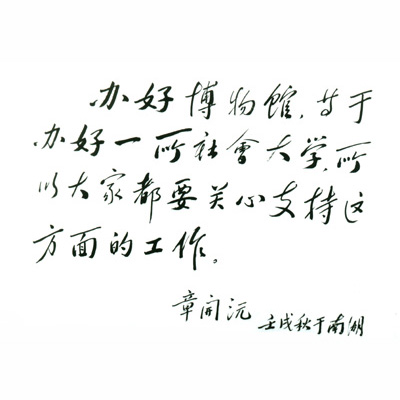 办好博物馆，等于
办好一所社會大学，所
以大家都要关心支持这
方面的工作。
章开沅 壬戌秋于南湖